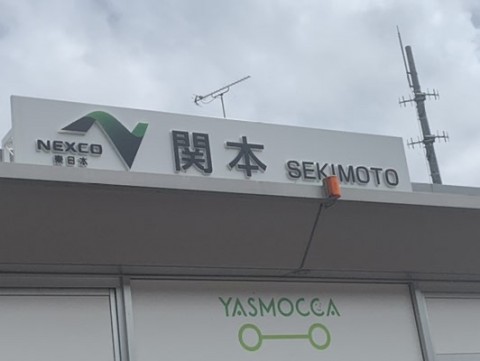 NEXCO
東日本
関本 SEKIMOTO
YASMOCCA